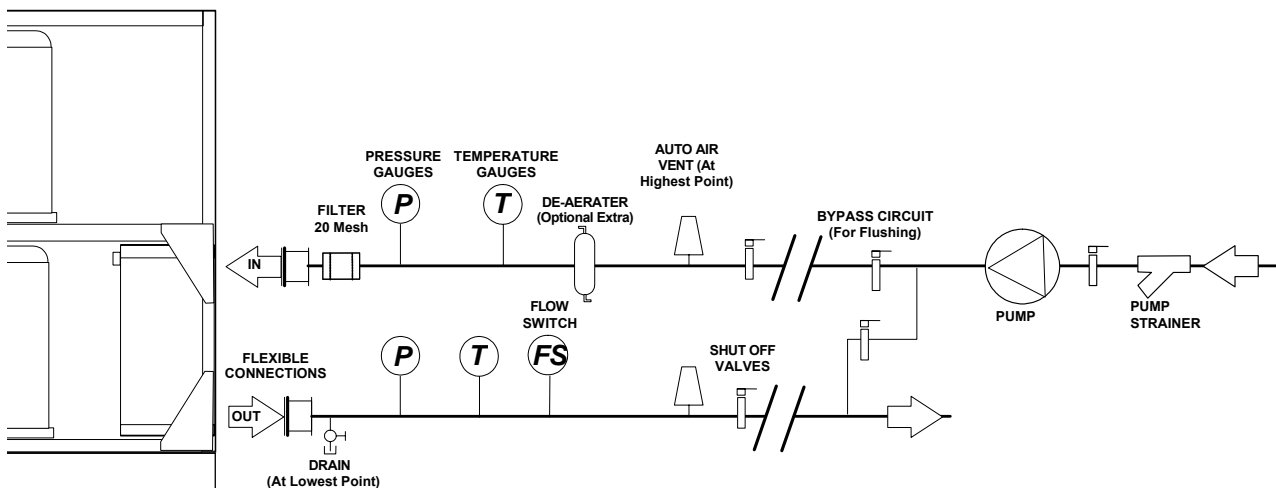 AUTO AIR
VENT (At
Highest Point)
PRESSURE
GAUGES
TEMPERATURE
GAUGES
P
T
FILTER
20 Mesh
DE-AERATER
(Optional Extra)
BYPASS CIRCUIT
(For Flushing)
IN
PUMP
PUMP
STRAINER
FLOW
SWITCH
FLEXIBLE
CONNECTIONS
P
T
FS
SHUT OFF
VALVES
OUT
DRAIN
(At Lowest Point)